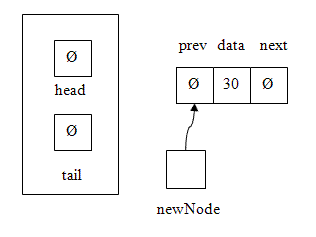 prev data next
Ø
Ø 30 Ø
head
Ø
tail
newNode